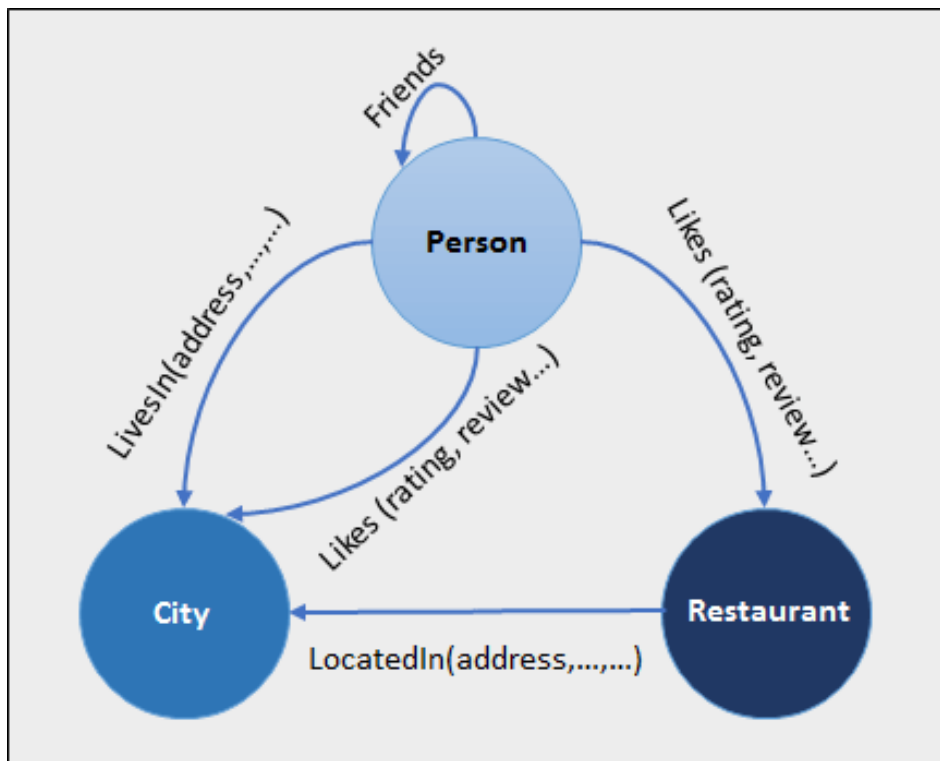 Friends
Person
LivesIn(address,...,...)
Likes (rating, review...)
Likes (rating, review...)
City
Restaurant
LocatedIn(address,...,...)